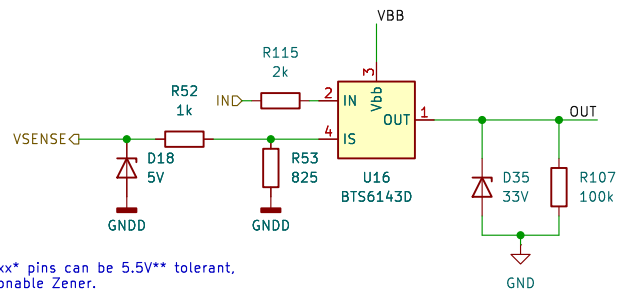 VBB
R115
2k
3
R52
1k
IN
2
IN
Vbb
1
OUT
OUT
VSENSE
4
IS
D18
5V
R53
825
U16
BTS6143D
D35
33V
R107
100k
GNDD
GNDD
xx* pins can be 5.5V** tolerant,
onable Zener.
GND